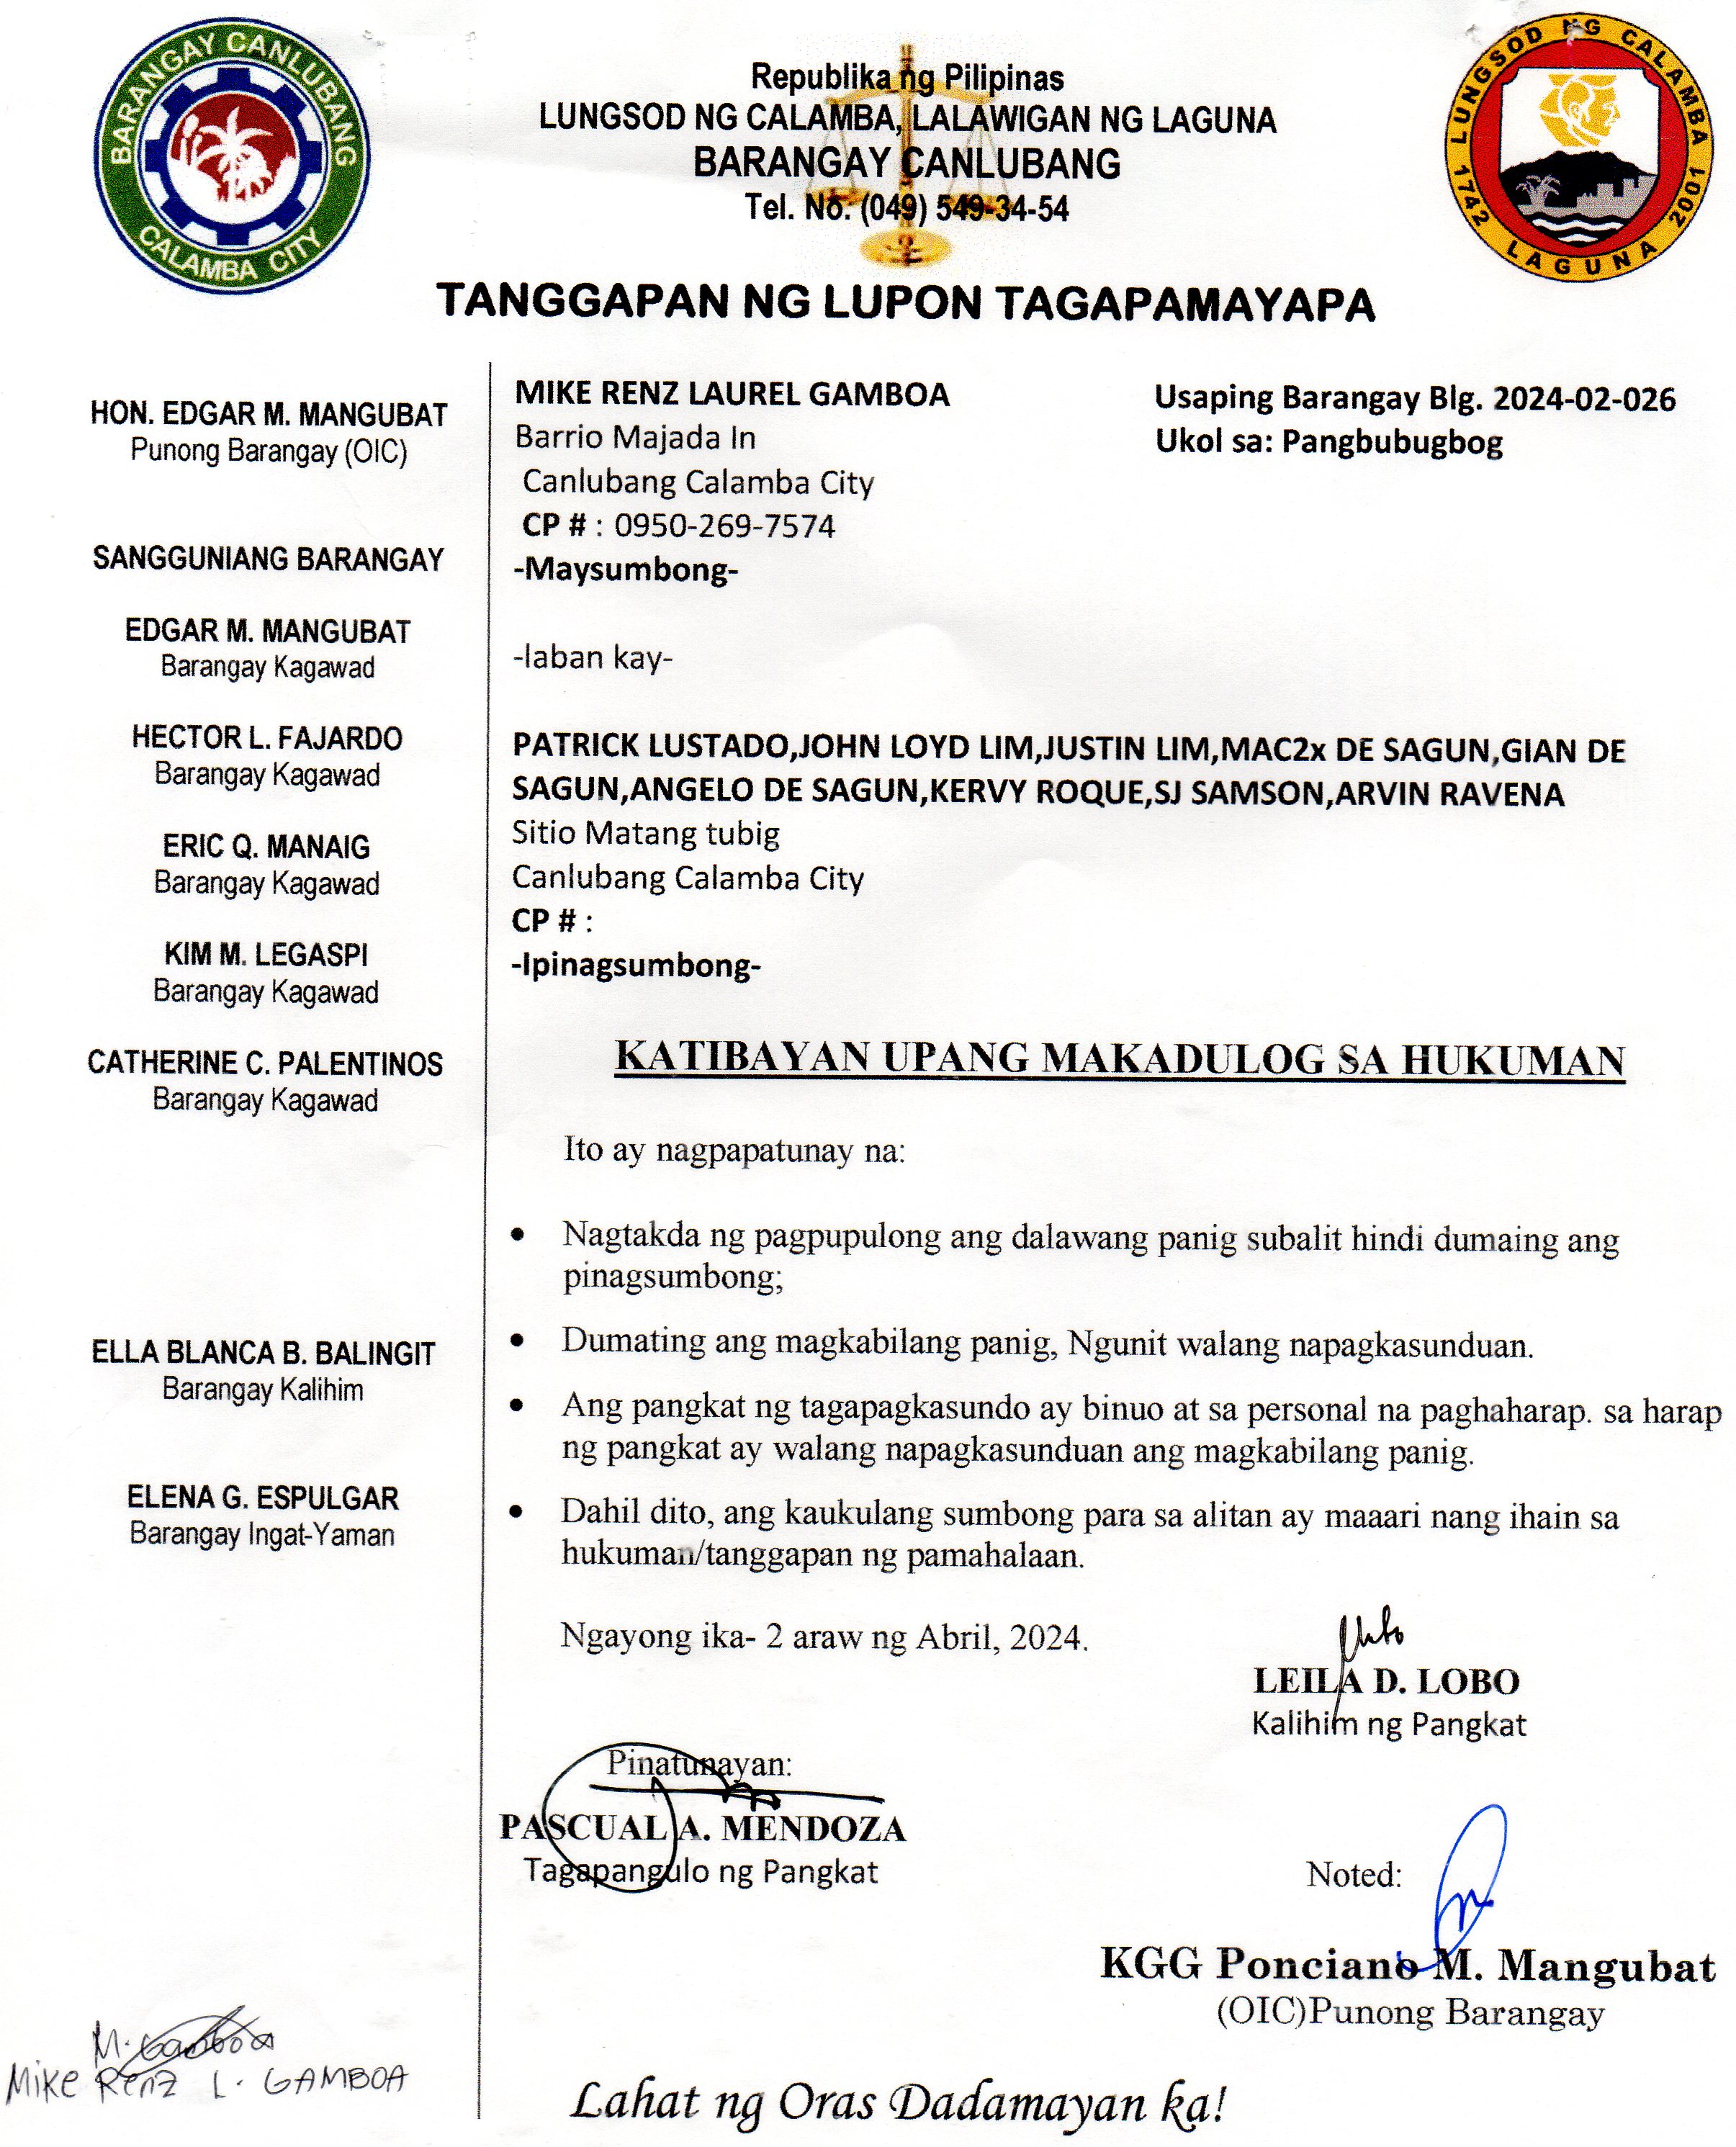 BARANGAY CANLUBANG
CALAMBA CITY
Republika ng Pilipinas
LUNGSOD NG CALAMBA, LALAWIGAN NG LAGUNA
BARANGAY CANLUBANG
Tel. No. (049) 549-34-54
LUNGSOD NG CALAMBA
1742 LAGUNA 2001
TANGGAPAN NG LUPON TAGAPAMAYAPA
HON. EDGAR M. MANGUBAT
Punong Barangay (OIC)
SANGGUNIANG BARANGAY
EDGAR M. MANGUBAT
Barangay Kagawad
HECTOR L. FAJARDO
Barangay Kagawad
ERIC Q. MANAIG
Barangay Kagawad
KIM M. LEGASPI
Barangay Kagawad
CATHERINE C. PALENTINOS
Barangay Kagawad
ELLA BLANCA B. BALINGIT
Barangay Kalihim
ELENA G. ESPULGAR
Barangay Ingat-Yaman
MIKE RENZ LAUREL GAMBOA
Barrio Majada In
Canlubang Calamba City
CP # : 0950-269-7574
-Maysumbong-
Usaping Barangay Blg. 2024-02-026
Ukol sa: Pangbubugbog
-laban kay-
PATRICK LUSTADO,JOHN LOYD LIM,JUSTIN LIM,MAC2x DE SAGUN,GIAN DE
SAGUN,ANGELO DE SAGUN,KERVY ROQUE,SJ SAMSON,ARVIN RAVENA
Sitio Matang tubig
Canlubang Calamba City
CP # :
-Ipinagsumbong-
KATIBAYAN UPANG MAKADULOG SA HUKUMAN
Ito ay nagpapatunay na:
• Nagtakda ng pagpupulong ang dalawang panig subalit hindi dumaing ang
pinagsumbong;
• Dumating ang magkabilang panig, Ngunit walang napagkasunduan.
• Ang pangkat ng tagapagkasundo ay binuo at sa personal na paghaharap. sa harap
ng pangkat ay walang napagkasunduan ang magkabilang panig.
• Dahil dito, ang kaukulang sumbong para sa alitan ay maaari nang ihain sa
hukuman/tanggapan ng pamahalaan.
Ngayong ika- 2 araw ng Abril, 2024.
LEILA D. LOBO
Kalihim ng Pangkat
Pinatunayan:
PASCUAL A. MENDOZA
Tagapangulo ng Pangkat
Noted:
KGG Ponciano M. Mangubat
(OIC)Punong Barangay
M. Gamboa
Mike Renz L. GAMBOA
Lahat ng Oras Dadamayan ka!